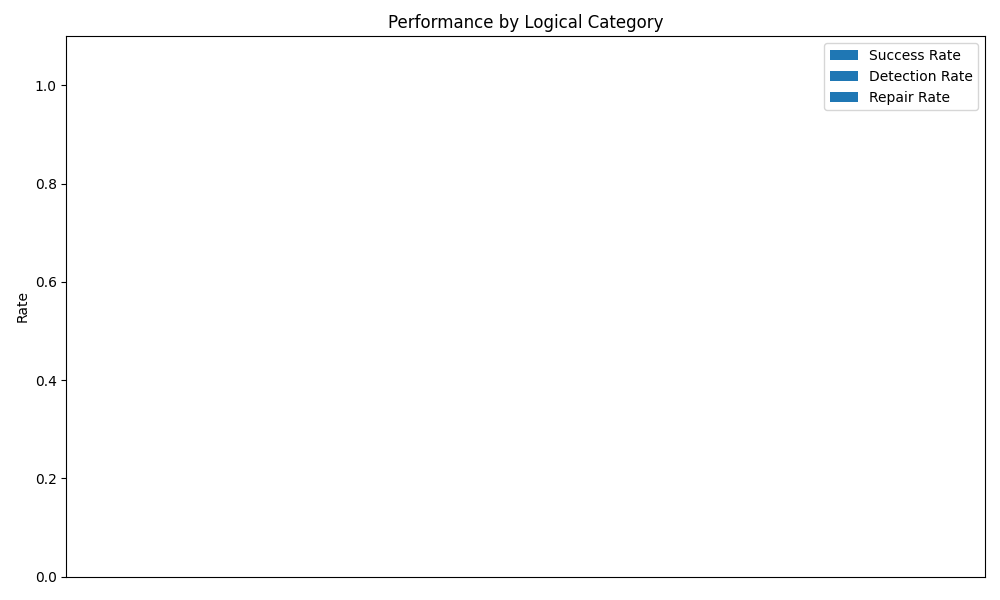 Performance by Logical Category
Success Rate
Detection Rate
Repair Rate
Rate
1.0
0.8
0.6
0.4
0.2
0.0